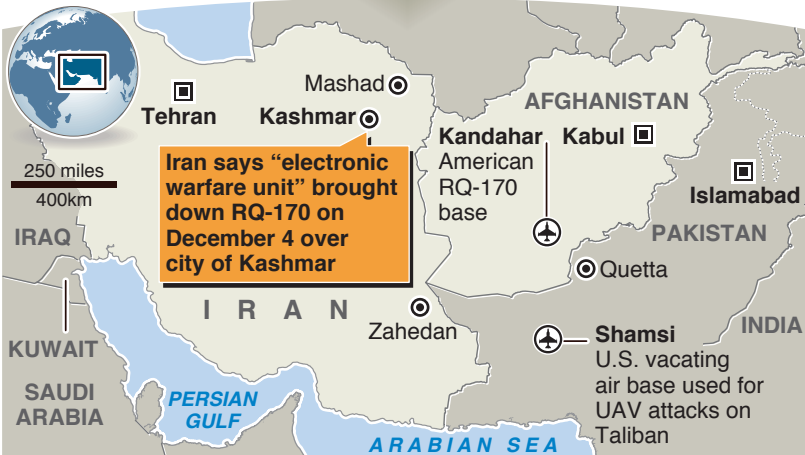 Mashad
Tehran
Kashmar
AFGHANISTAN
Kandahar
American
RQ-170
base
Kabul
250 miles
400km
Iran says “electronic
warfare unit” brought
down RQ-170 on
December 4 over
city of Kashmar
Islamabad
IRAQ
PAKISTAN
Quetta
I R A N
Zahedan
INDIA
KUWAIT
Shamsi
U.S. vacating
air base used for
UAV attacks on
Taliban
SAUDI
ARABIA
PERSIAN
GULF
ARABIAN SEA